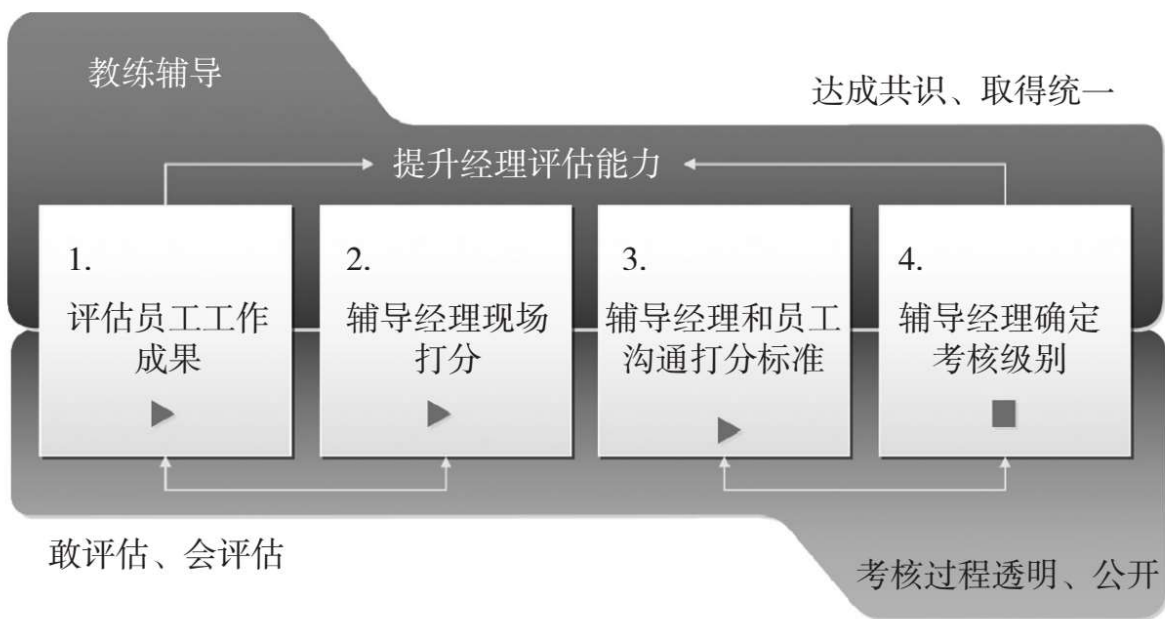 教练辅导
达成共识、取得统一
提升经理评估能力
1.
评估员工工作
成果
2.
辅导经理现场
打分
3.
辅导经理和员工
沟通打分标准
4.
辅导经理确定
考核级别
敢评估、会评估
考核过程透明、公开